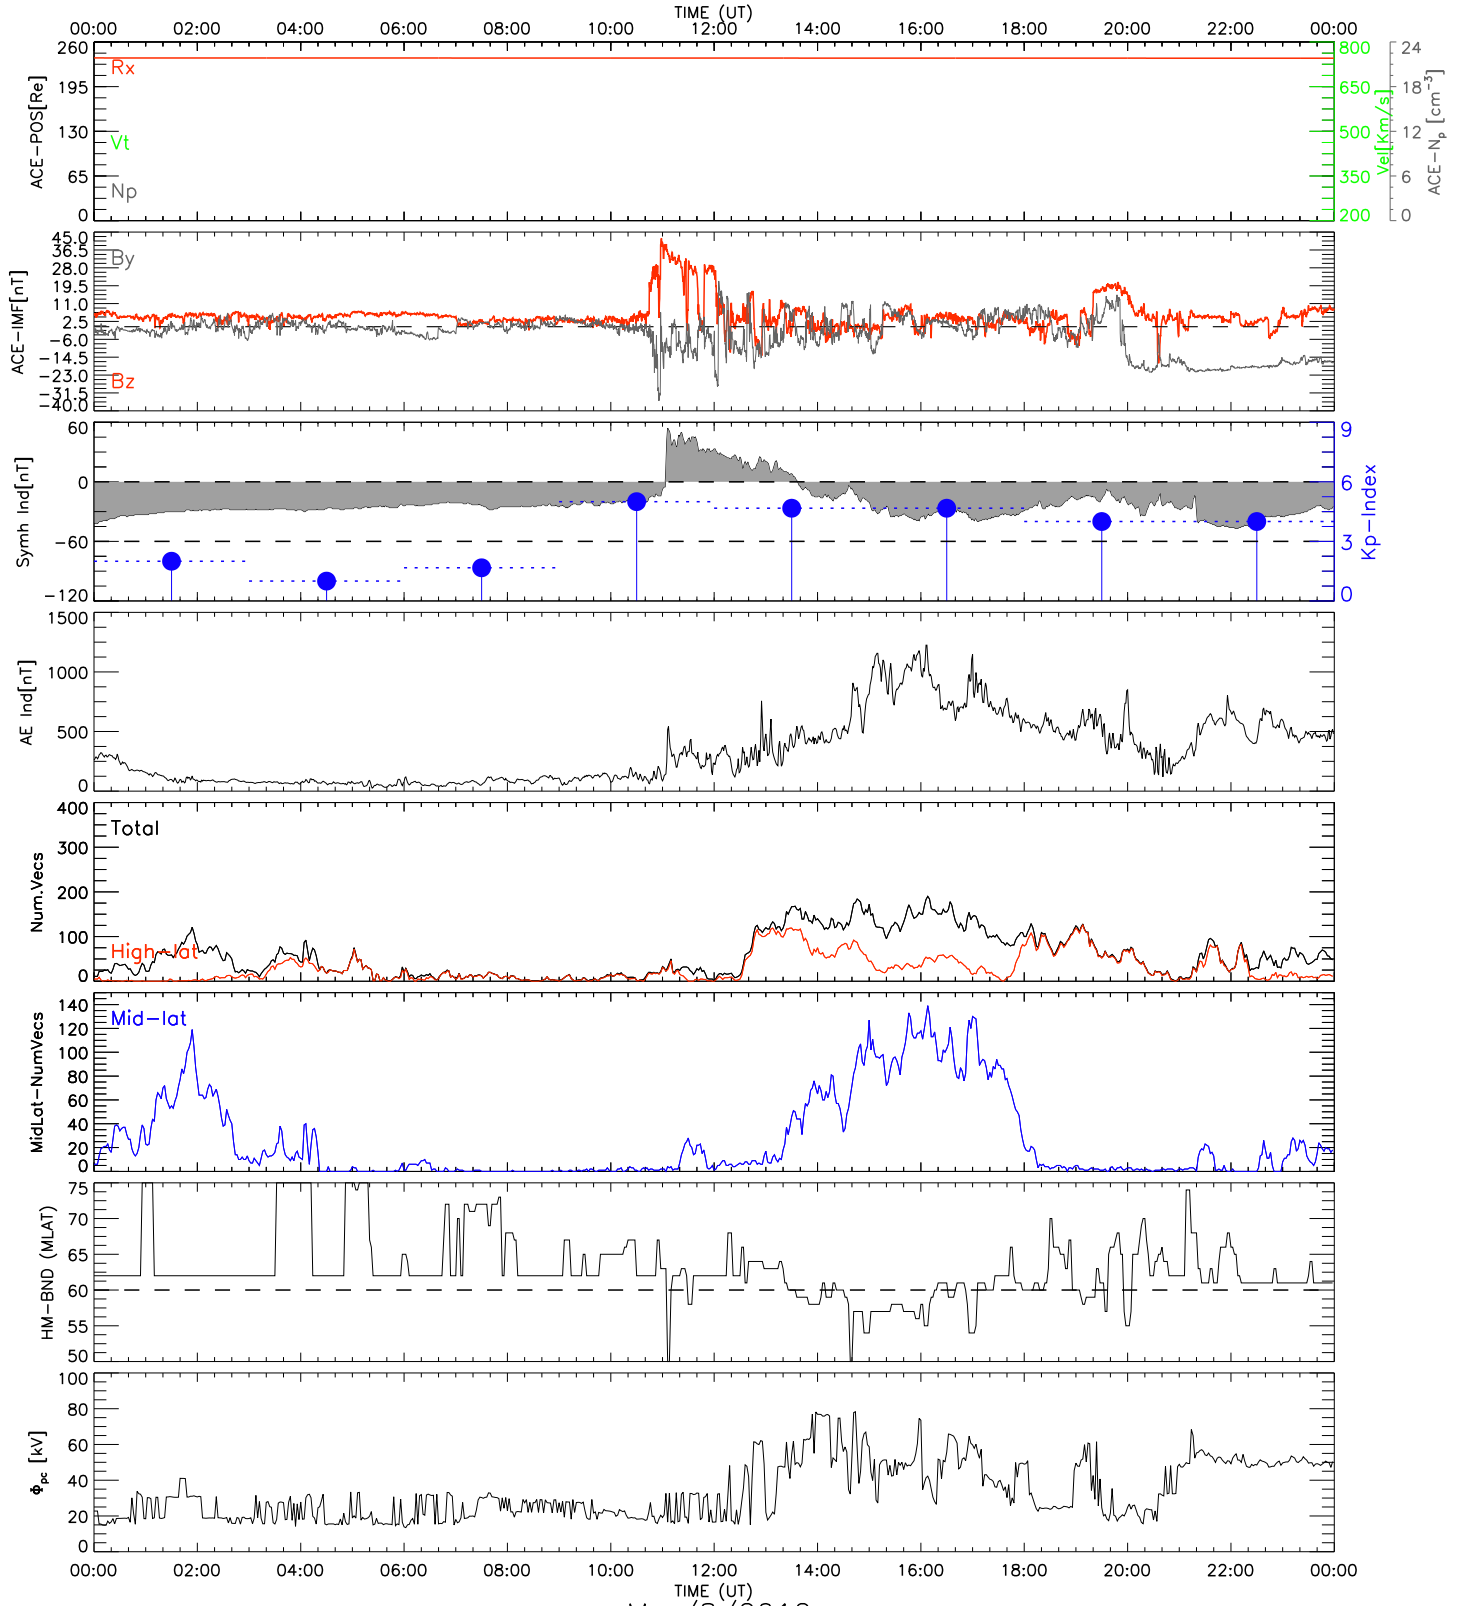 TIME (UT)
00:00 02:00 04:00 06:00 08:00 10:00 12:00 14:00 16:00 18:00 20:00 22:00 00:00
ACE-POS[Re]
260
195
130
65
0
Rx
Vt
Np
800
650
500
350
200
Vel[Km/s]
24
18
12
6
0
ACE-Np [cm⁻³]
ACE-IMF[nT]
45.0
36.5
28.0
19.5
11.0
2.5
-6.0
-14.5
-23.0
-31.5
-40.0
By
Bz
Symh Ind[nT]
60
0
-60
-120
9
6
3
0
Kp-Index
AE Ind[nT]
1500
1000
500
0
Num.Vecs
400
300
200
100
0
Total
High-lat
MidLat-NumVecs
140
120
100
80
60
40
20
0
Mid-lat
HM-BND (MLAT)
75
70
65
60
55
50
Φpc [kV]
100
80
60
40
20
0
00:00 02:00 04:00 06:00 08:00 10:00 12:00 14:00 16:00 18:00 20:00 22:00 00:00
TIME (UT)